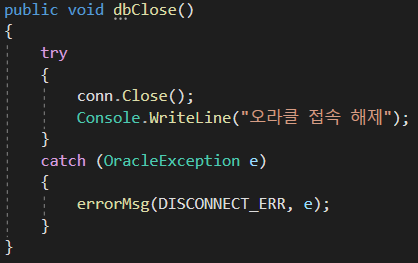 public void dbClose()
{
    try
    {
        conn.Close();
        Console.WriteLine("오라클 접속 해제");
    }
    catch (OracleException e)
    {
        errorMsg(DISCONNECT_ERR, e);
    }
}